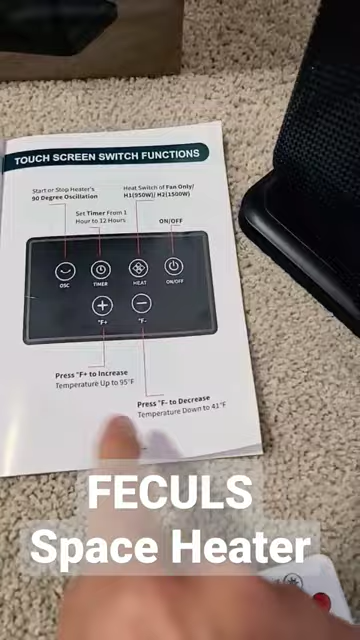 TOUCH SCREEN SWITCH FUNCTIONS
Start or Stop Heater's
90 Degree Oscillation
Heat Switch of Fan Only/
H1(950W)/ H2(1500W)
Set Timer From 1
Hour to 12 Hours
ON/OFF
OSC
TIMER
HEAT
ON/OFF
°F+
°F-
Press °F+ to Increase
Temperature Up to 95°F
Press °F- to Decrease
Temperature Down to 41°F
FECULS
Space Heater